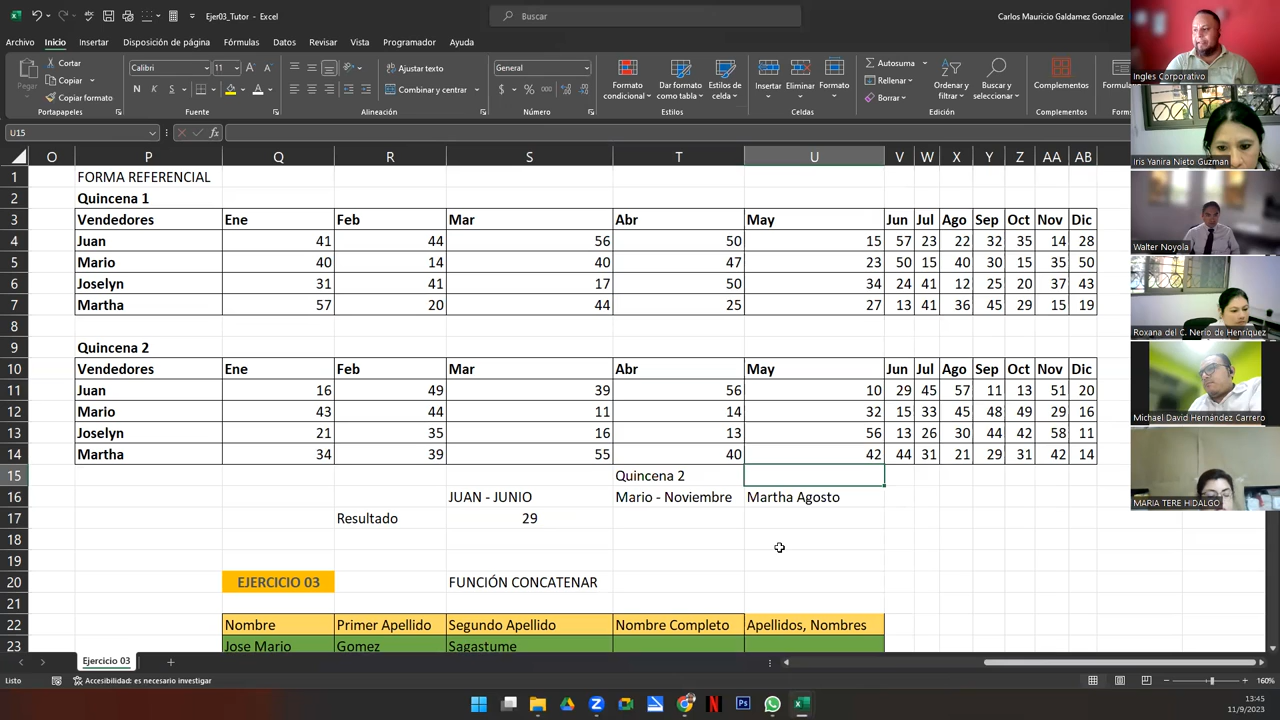 Ejer03_Tutor - Excel
Buscar
Carlos Mauricio Galdamez Gonzalez
Archivo Inicio Insertar Disposición de página Fórmulas Datos Revisar Vista Programador Ayuda
Cortar
Copiar
Copiar formato
Pegar
Portapapeles
Calibri 11
N K S
Fuente
Ajustar texto
Combinar y centrar
Alineación
General
Número
Formato condicional
Dar formato como tabla
Estilos de celda
Estilos
Insertar Eliminar Formato
Celdas
Autosuma
Rellenar
Borrar
Ordenar y filtrar
Buscar y seleccionar
Edición
Complementos
Complementos
U15
O P Q R S T U V W X Y Z AA AB
1 FORMA REFERENCIAL
2 Quincena 1
3 Vendedores Ene Feb Mar Abr May Jun Jul Ago Sep Oct Nov Dic
4 Juan 41 44 56 50 15 57 23 22 32 35 14 28
5 Mario 40 14 40 47 23 50 15 40 30 15 35 50
6 Joselyn 31 41 17 50 34 24 41 12 25 20 37 43
7 Martha 57 20 44 25 27 13 41 36 45 29 15 19
8
9 Quincena 2
10 Vendedores Ene Feb Mar Abr May Jun Jul Ago Sep Oct Nov Dic
11 Juan 16 49 39 56 10 29 45 57 11 13 51 20
12 Mario 43 44 11 14 32 15 33 45 48 49 29 16
13 Joselyn 21 35 16 13 56 13 26 30 44 42 58 11
14 Martha 34 39 55 40 42 44 31 21 29 31 42 14
15 Quincena 2
16 JUAN - JUNIO Mario - Noviembre Martha Agosto
17 Resultado 29
18
19
20 EJERCICIO 03 FUNCIÓN CONCATENAR
21
22 Nombre Primer Apellido Segundo Apellido Nombre Completo Apellidos, Nombres
23 Jose Mario Gomez Sagastume
Ejercicio 03
Listo
Accesibilidad: es necesario investigar
160%
13:45
11/9/2023
Ingles Corporativo
Iris Yanira Nieto Guzman
Walter Noyola
Roxana del C. Nerio de Henríquez
Michael David Hernández Carrero
MARIA TERE HIDALGO